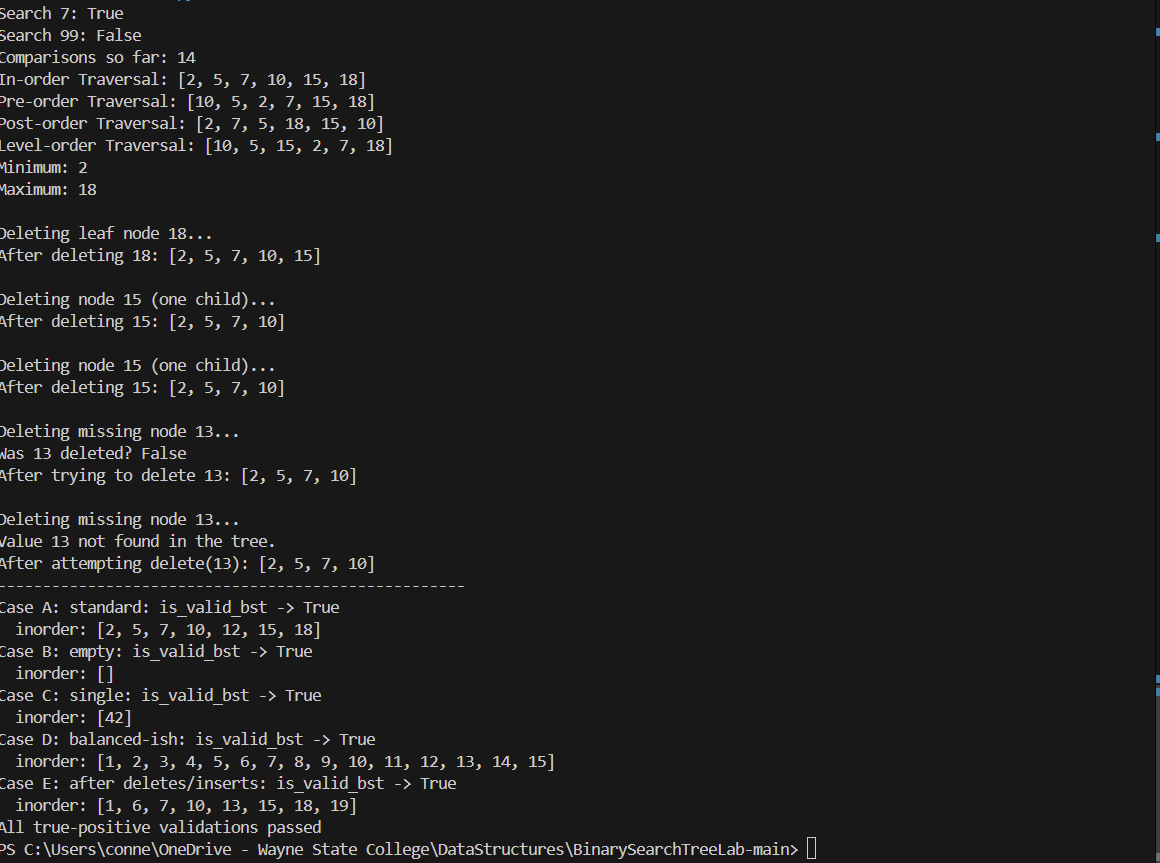 Search 7: True
Search 99: False
Comparisons so far: 14
In-order Traversal: [2, 5, 7, 10, 15, 18]
Pre-order Traversal: [10, 5, 2, 7, 15, 18]
Post-order Traversal: [2, 7, 5, 18, 15, 10]
Level-order Traversal: [10, 5, 15, 2, 7, 18]
Minimum: 2
Maximum: 18
Deleting leaf node 18...
After deleting 18: [2, 5, 7, 10, 15]
Deleting node 15 (one child)...
After deleting 15: [2, 5, 7, 10]
Deleting node 15 (one child)...
After deleting 15: [2, 5, 7, 10]
Deleting missing node 13...
Was 13 deleted? False
After trying to delete 13: [2, 5, 7, 10]
Deleting missing node 13...
Value 13 not found in the tree.
After attempting delete(13): [2, 5, 7, 10]
----------------------------------------------------
Case A: standard: is_valid_bst -> True
  inorder: [2, 5, 7, 10, 12, 15, 18]
Case B: empty: is_valid_bst -> True
  inorder: []
Case C: single: is_valid_bst -> True
  inorder: [42]
Case D: balanced-ish: is_valid_bst -> True
  inorder: [1, 2, 3, 4, 5, 6, 7, 8, 9, 10, 11, 12, 13, 14, 15]
Case E: after deletes/inserts: is_valid_bst -> True
  inorder: [1, 6, 7, 10, 13, 15, 18, 19]
All true-positive validations passed
PS C:\Users\conne\OneDrive - Wayne State College\DataStructures\BinarySearchTreeLab-main>